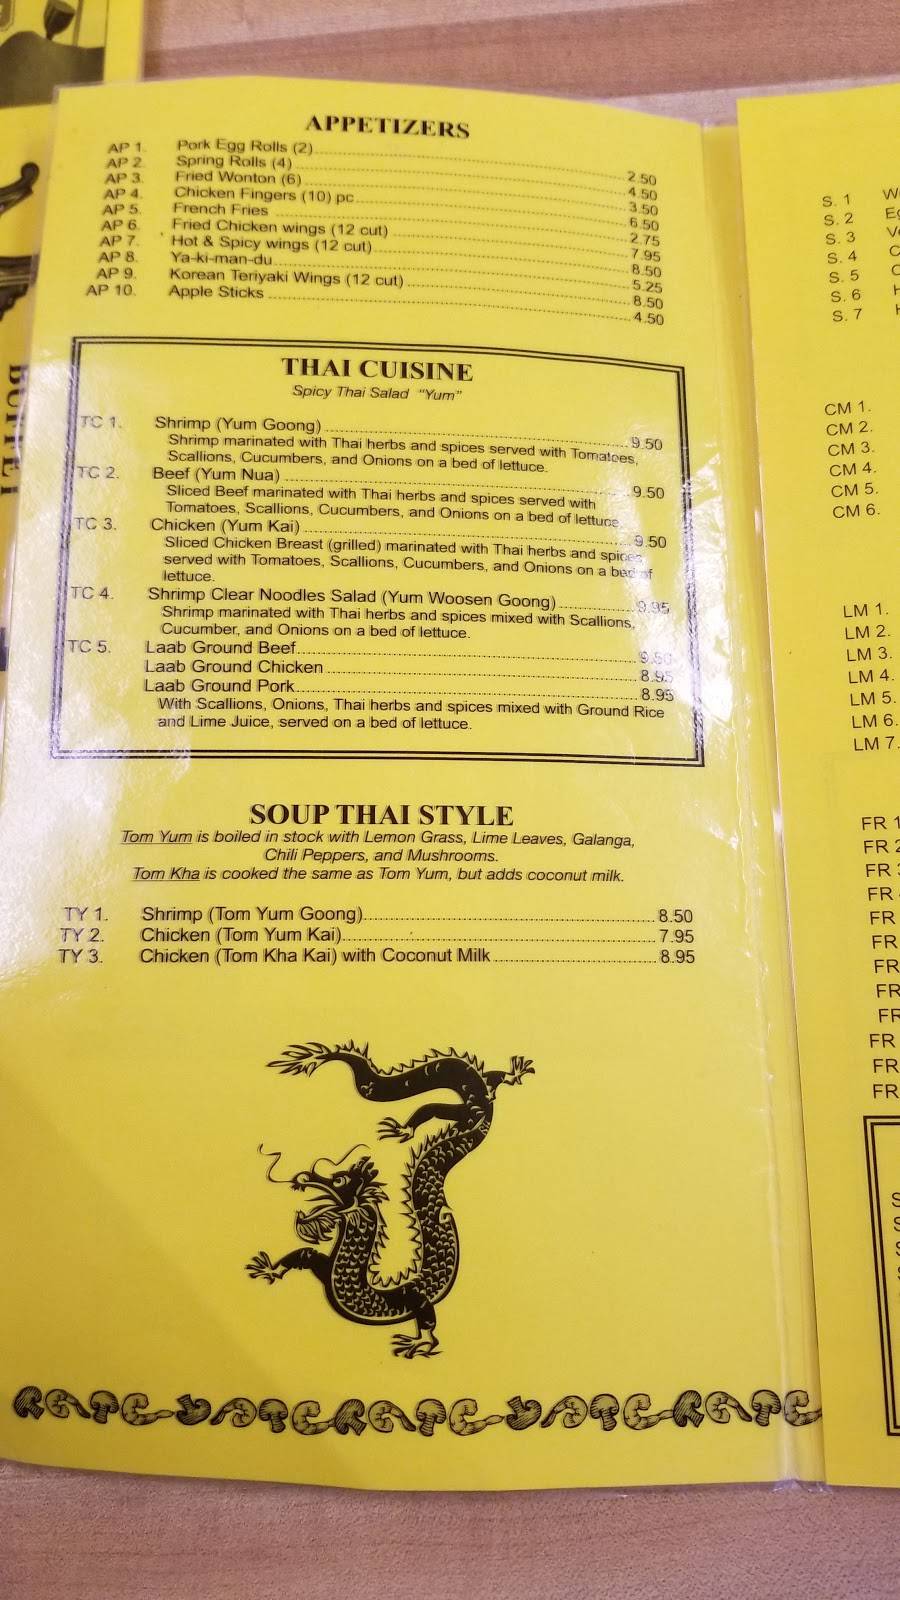 APPETIZERS
AP 1. Pork Egg Rolls (2) 2.50
AP 2. Spring Rolls (4) 4.50
AP 3. Fried Wonton (6) 3.50
AP 4. Chicken Fingers (10) pc 6.50
AP 5. French Fries 2.75
AP 6. Fried Chicken wings (12 cut) 7.95
AP 7. Hot & Spicy wings (12 cut) 8.50
AP 8. Ya-ki-man-du 5.25
AP 9. Korean Teriyaki Wings (12 cut) 8.50
AP 10. Apple Sticks 4.50
THAI CUISINE
Spicy Thai Salad "Yum"
TC 1. Shrimp (Yum Goong) 9.50
Shrimp marinated with Thai herbs and spices served with Tomatoes,
Scallions, Cucumbers, and Onions on a bed of lettuce.
TC 2. Beef (Yum Nua) 9.50
Sliced Beef marinated with Thai herbs and spices served with
Tomatoes, Scallions, Cucumbers, and Onions on a bed of lettuce.
TC 3. Chicken (Yum Kai) 9.50
Sliced Chicken Breast (grilled) marinated with Thai herbs and spices
served with Tomatoes, Scallions, Cucumbers, and Onions on a bed of
lettuce.
TC 4. Shrimp Clear Noodles Salad (Yum Woosen Goong) 9.95
Shrimp marinated with Thai herbs and spices mixed with Scallions,
Cucumber, and Onions on a bed of lettuce.
TC 5. Laab Ground Beef 9.50
Laab Ground Chicken 8.95
Laab Ground Pork 8.95
With Scallions, Onions, Thai herbs and spices mixed with Ground Rice
and Lime Juice, served on a bed of lettuce.
SOUP THAI STYLE
Tom Yum is boiled in stock with Lemon Grass, Lime Leaves, Galanga,
Chili Peppers, and Mushrooms.
Tom Kha is cooked the same as Tom Yum, but adds coconut milk.
TY 1. Shrimp (Tom Yum Goong) 8.50
TY 2. Chicken (Tom Yum Kai) 7.95
TY 3. Chicken (Tom Kha Kai) with Coconut Milk 8.95
S. 1
S. 2
S. 3
S. 4
S. 5
S. 6
S. 7
CM 1.
CM 2.
CM 3.
CM 4.
CM 5.
CM 6.
LM 1.
LM 2.
LM 3.
LM 4.
LM 5.
LM 6.
LM 7.
FR 1
FR 2
FR
FR
FR
FR
FR
FR
FR
FR
FR
FR